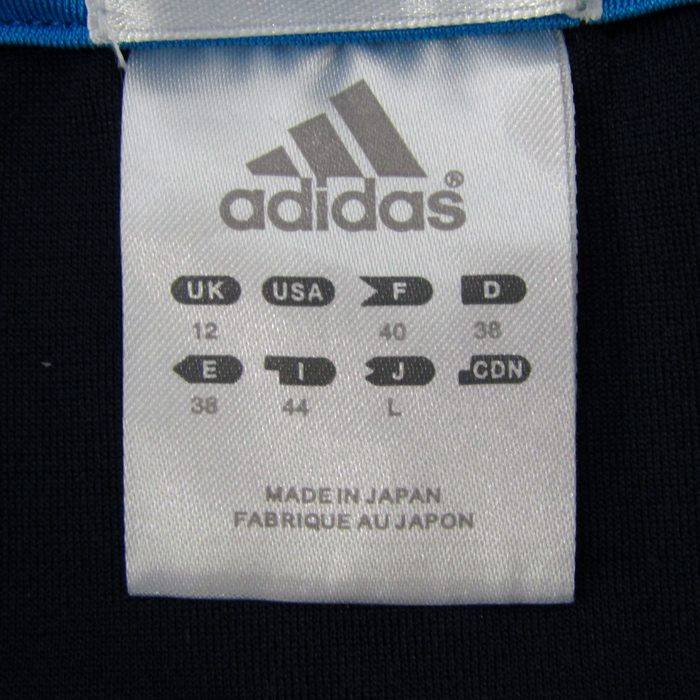 adidas®
UK USA F D
12 40 38
E I J CDN
38 44 L
MADE IN JAPAN
FABRIQUE AU JAPON